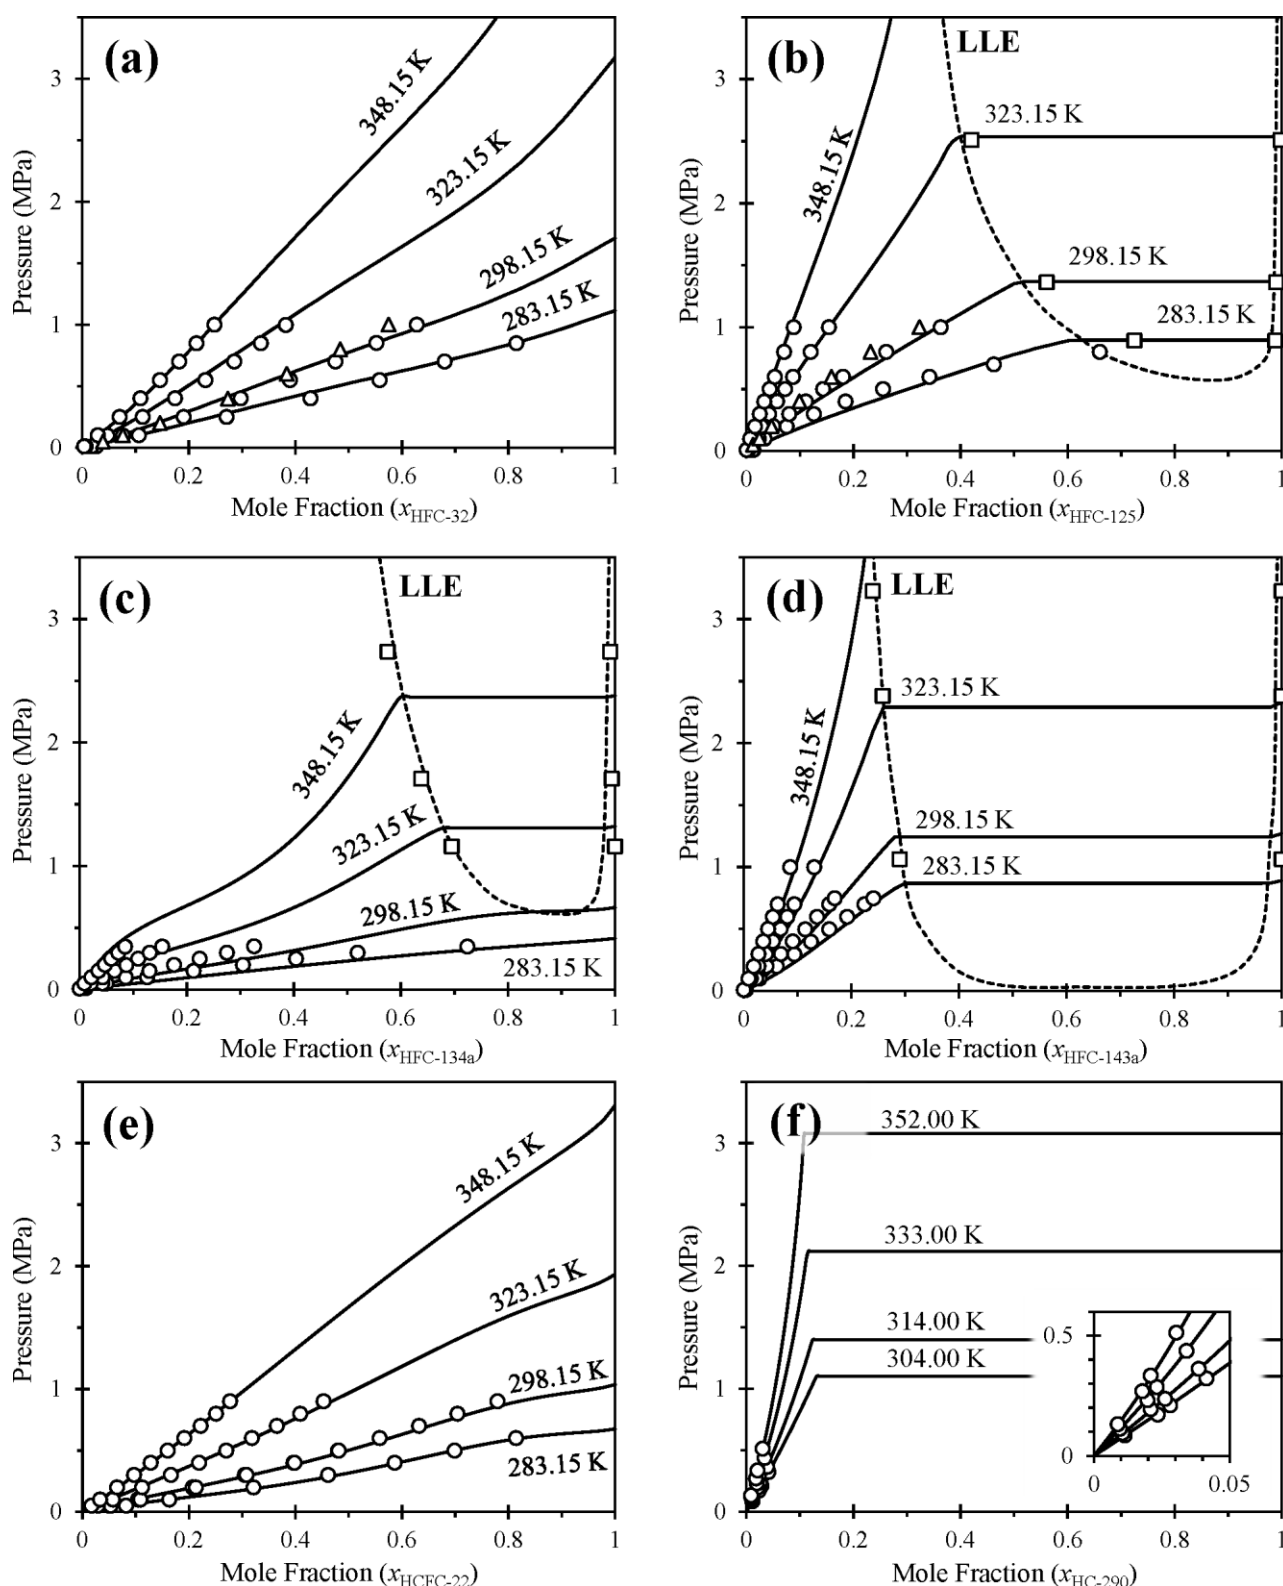 (a)
348.15 K
323.15 K
298.15 K
283.15 K
Pressure (MPa)
3
2
1
0
0 0.2 0.4 0.6 0.8 1
Mole Fraction (xHFC-32)
(b)
LLE
348.15 K
323.15 K
298.15 K
283.15 K
Pressure (MPa)
3
2
1
0
0 0.2 0.4 0.6 0.8 1
Mole Fraction (xHFC-125)
(c)
LLE
348.15 K
323.15 K
298.15 K
283.15 K
Pressure (MPa)
3
2
1
0
0 0.2 0.4 0.6 0.8 1
Mole Fraction (xHFC-134a)
(d)
LLE
348.15 K
323.15 K
298.15 K
283.15 K
Pressure (MPa)
3
2
1
0
0 0.2 0.4 0.6 0.8 1
Mole Fraction (xHFC-143a)
(e)
348.15 K
323.15 K
298.15 K
283.15 K
Pressure (MPa)
3
2
1
0
0 0.2 0.4 0.6 0.8 1
Mole Fraction (xHCFC-22)
(f)
352.00 K
333.00 K
314.00 K
304.00 K
0.5
0
0 0.05
Pressure (MPa)
3
2
1
0
0 0.2 0.4 0.6 0.8 1
Mole Fraction (xHC-290)